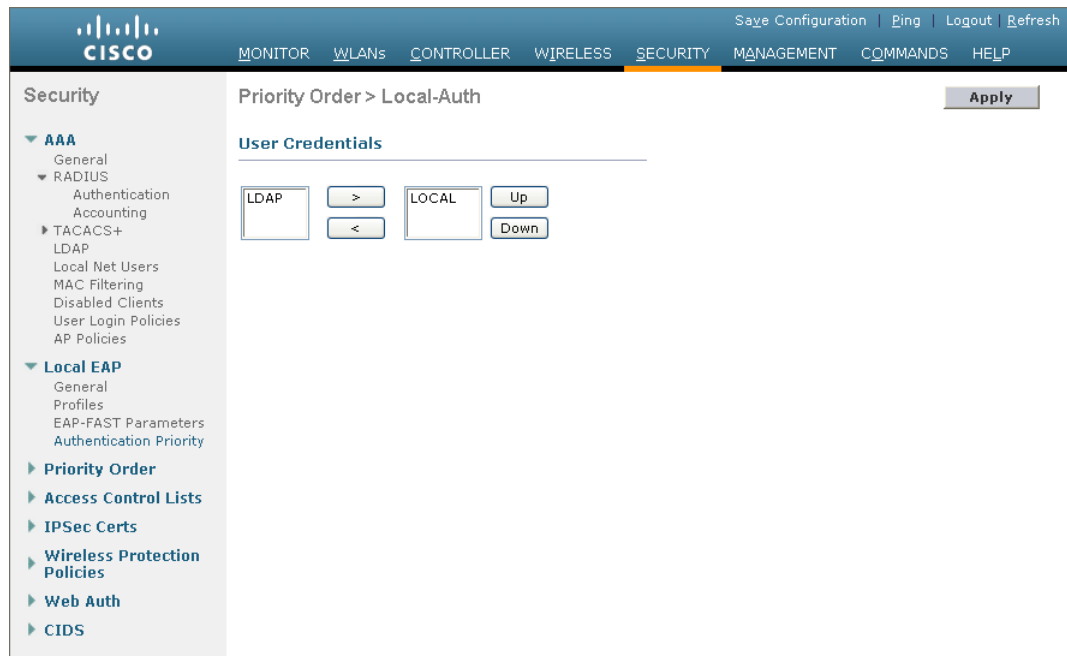 Save Configuration | Ping | Logout | Refresh
CISCO
MONITOR WLANs CONTROLLER WIRELESS SECURITY MANAGEMENT COMMANDS HELP
Security
AAA
General
RADIUS
Authentication
Accounting
TACACS+
LDAP
Local Net Users
MAC Filtering
Disabled Clients
User Login Policies
AP Policies
Local EAP
General
Profiles
EAP-FAST Parameters
Authentication Priority
Priority Order
Access Control Lists
IPSec Certs
Wireless Protection
Policies
Web Auth
CIDS
Priority Order > Local-Auth
Apply
User Credentials
LDAP > LOCAL Up
< Down